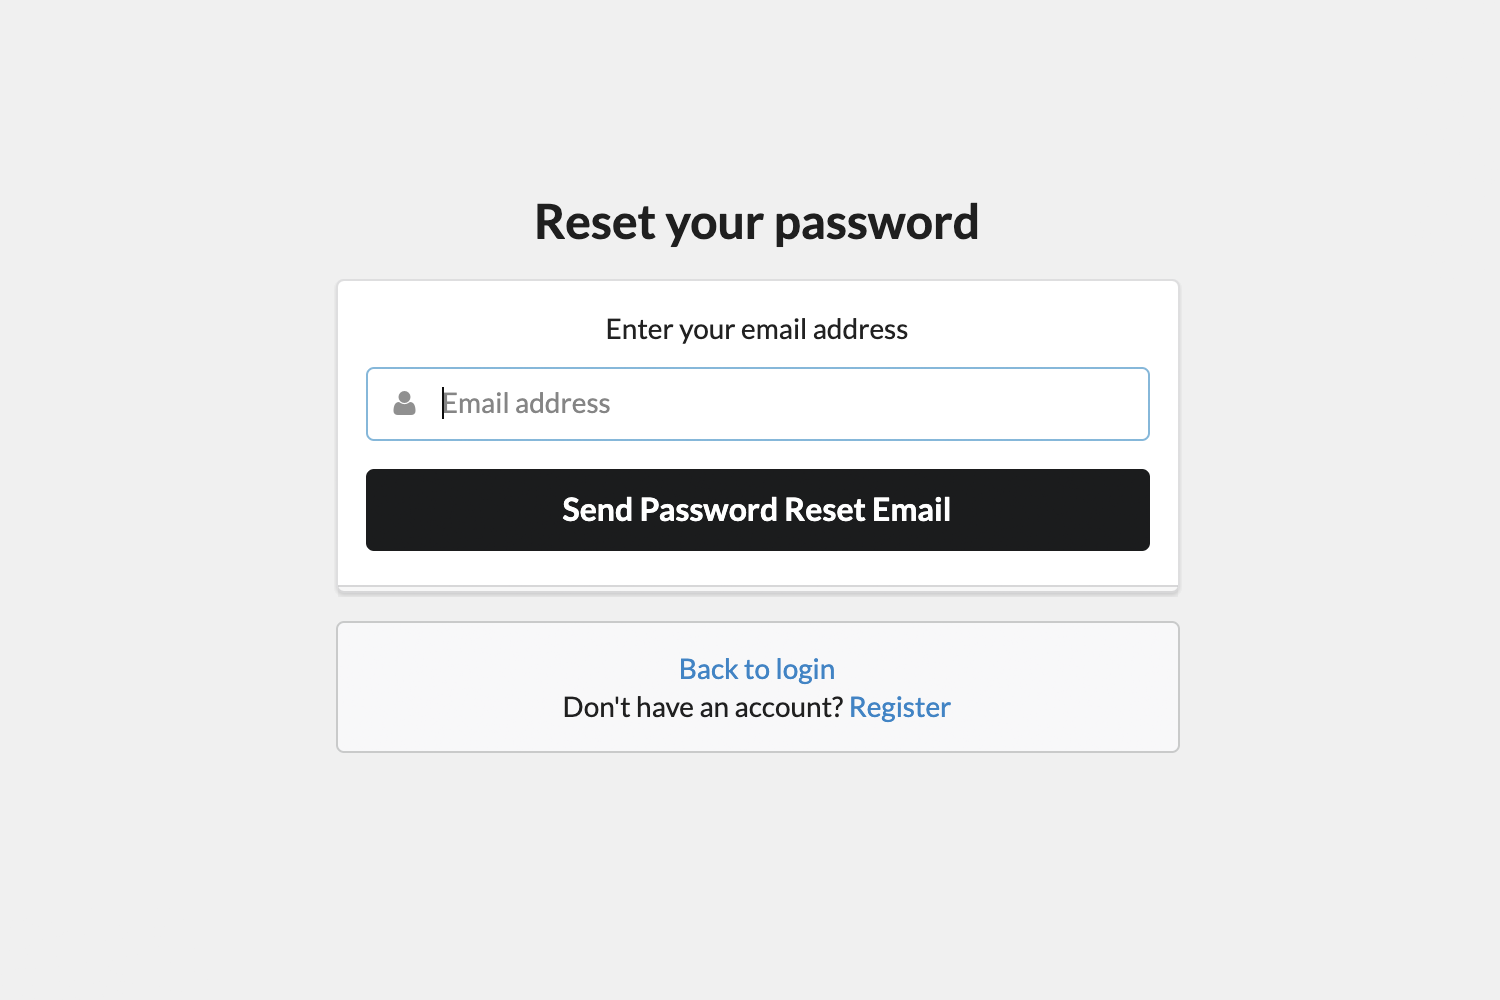 Reset your password
Enter your email address
Email address
Send Password Reset Email
Back to login
Don't have an account? Register